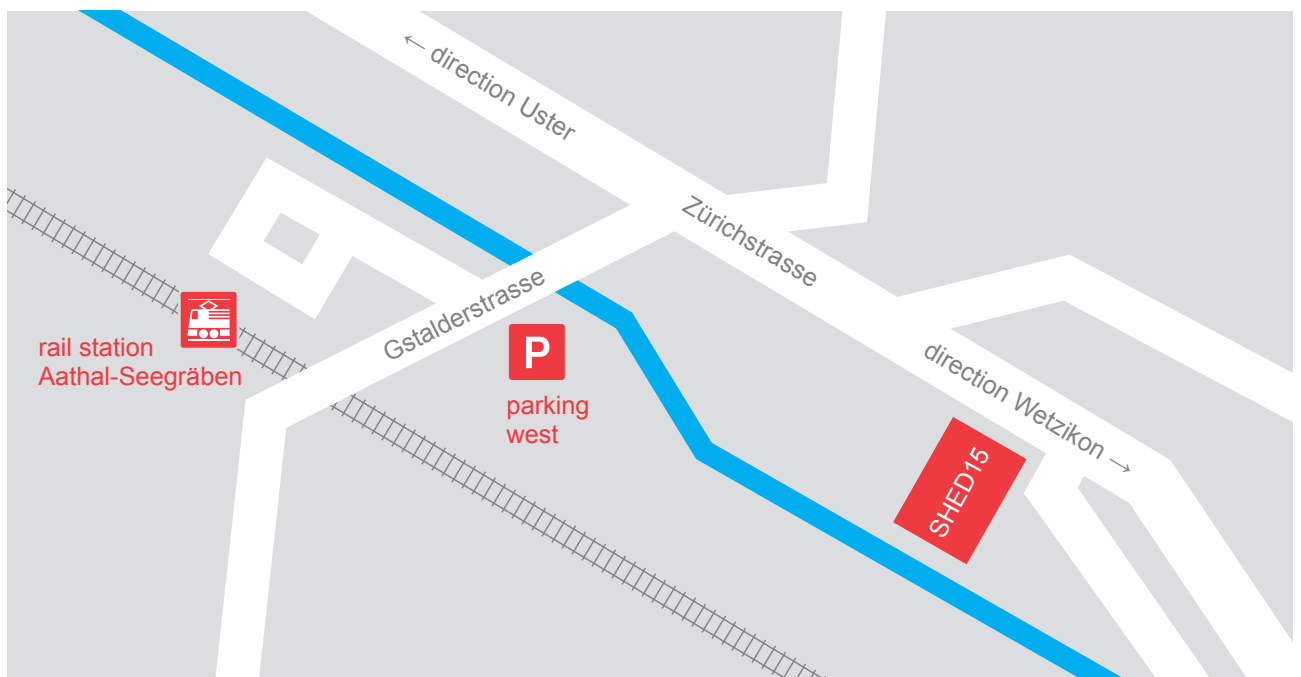 ← direction Uster
Zürichstrasse
Gstalderstrasse
rail station
Aathal-Seegräben
P
parking
west
direction Wetzikon →
SHED15